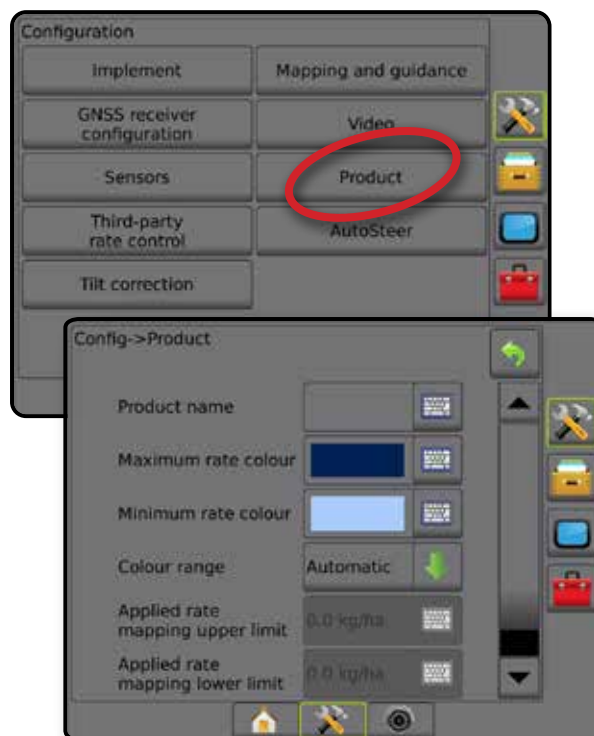 Configuration
Implement
Mapping and guidance
GNSS receiver
configuration
Video
Sensors
Product
Third-party
rate control
AutoSteer
Tilt correction
Config->Product
Product name
Maximum rate colour
Minimum rate colour
Colour range
Automatic
Applied rate
mapping upper limit
0.0 kg/ha
Applied rate
mapping lower limit
0.0 kg/ha